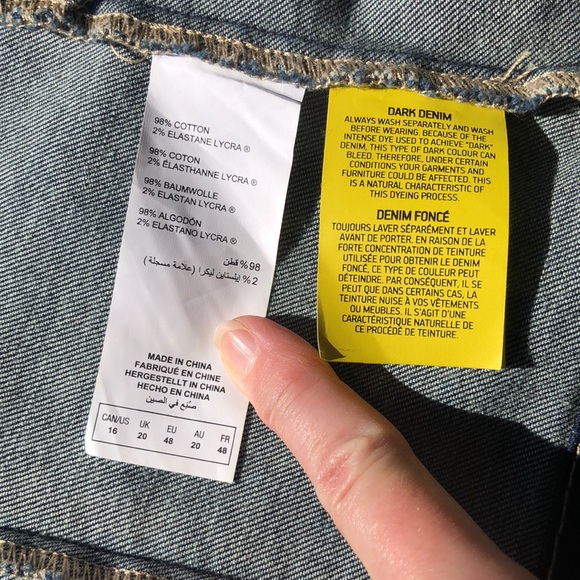 98% COTTON
2% ELASTANE LYCRA ®
98% COTON
2% ÉLASTHANNE LYCRA ®
98% BAUMWOLLE
2% ELASTAN LYCRA ®
98% ALGODÓN
2% ELASTANO LYCRA ®
98% قطن
2% إيلستاين ليكرا (علامة مسجلة)
MADE IN CHINA
FABRIQUÉ EN CHINE
HERGESTELLT IN CHINA
HECHO EN CHINA
صنع في الصين
CAN/US UK EU AU FR
16 20 48 20 48
DARK DENIM
ALWAYS WASH SEPARATELY AND WASH
BEFORE WEARING. BECAUSE OF THE
INTENSE DYE USED TO ACHIEVE "DARK"
DENIM, THIS TYPE OF DARK COLOUR CAN
BLEED. THEREFORE, UNDER CERTAIN
CONDITIONS YOUR GARMENTS AND
FURNITURE COULD BE AFFECTED. THIS
IS A NATURAL CHARACTERISTIC OF
THIS DYEING PROCESS.
DENIM FONCÉ
TOUJOURS LAVER SÉPARÉMENT ET LAVER
AVANT DE PORTER. EN RAISON DE LA
FORTE CONCENTRATION DE TEINTURE
UTILISÉE POUR OBTENIR LE DENIM
FONCÉ, CE TYPE DE COULEUR PEUT
DÉTEINDRE. PAR CONSÉQUENT, IL SE
PEUT QUE DANS CERTAINS CAS, LA
TEINTURE NUISE À VOS VÊTEMENTS
OU MEUBLES. IL S'AGIT D'UNE
CARACTÉRISTIQUE NATURELLE DE
CE PROCÉDÉ DE TEINTURE.